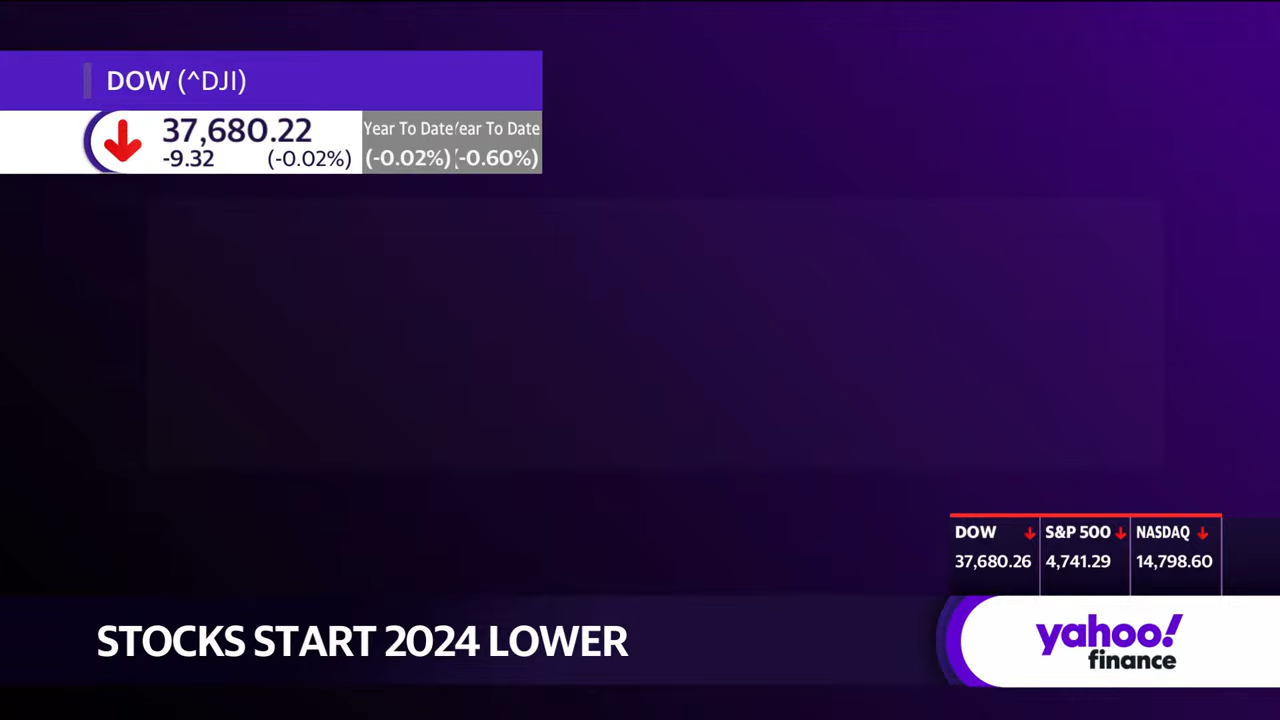 DOW (^DJI)
37,680.22
-9.32 (-0.02%)
Year To Date
(-0.02%)
Year To Date
(-0.60%)
DOW S&P 500 NASDAQ
37,680.26 4,741.29 14,798.60
STOCKS START 2024 LOWER
yahoo!
finance